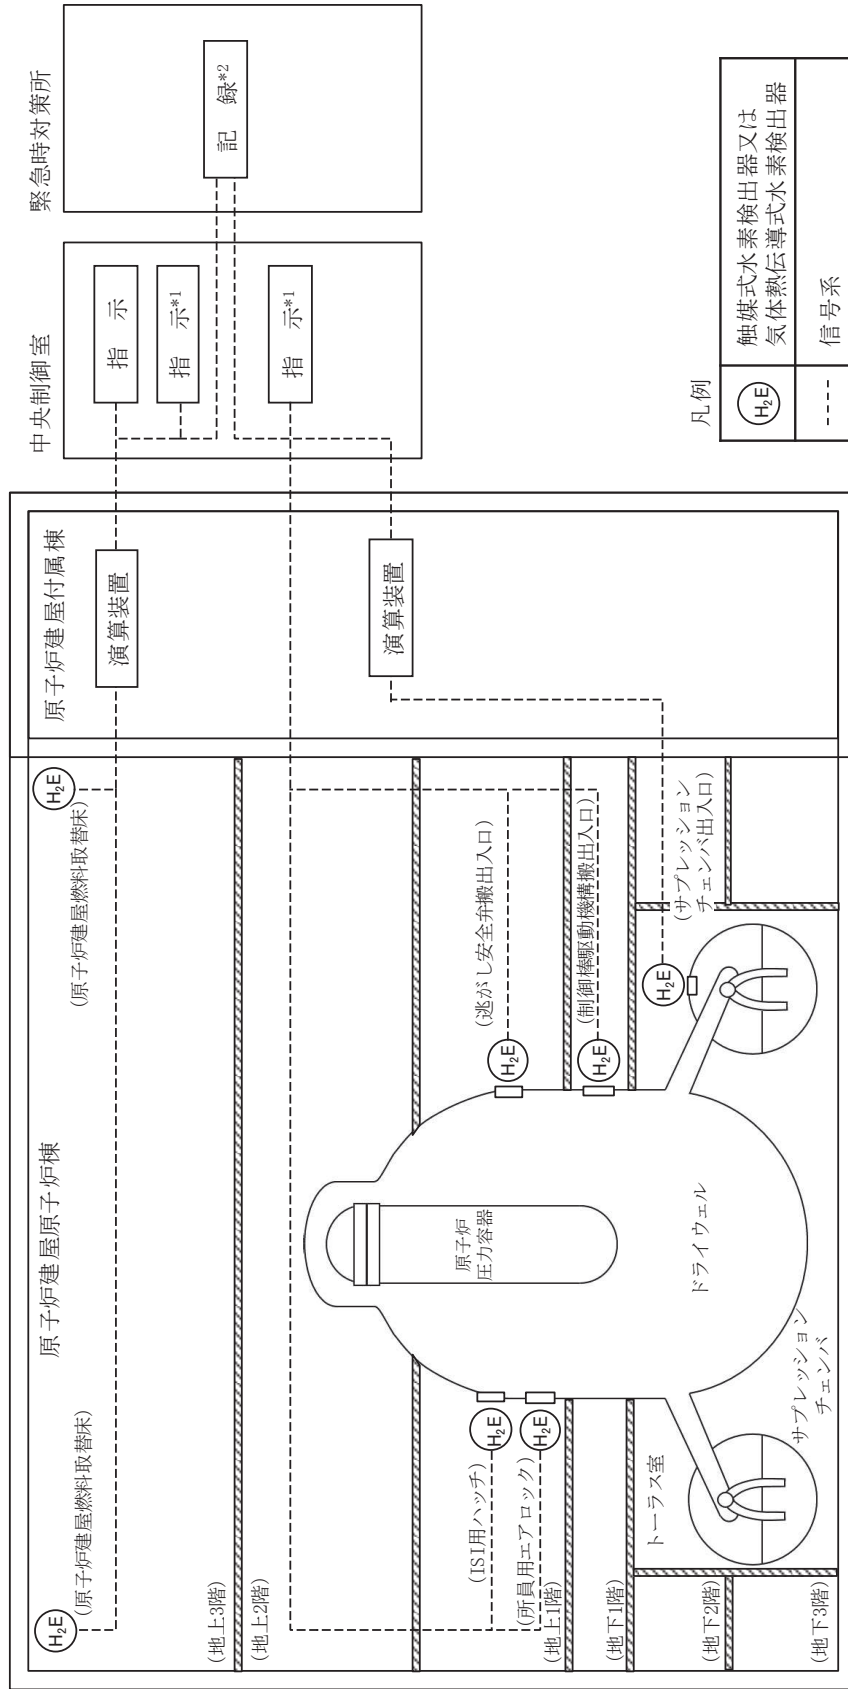 原子炉建屋原子炉棟
原子炉建屋付属棟
中央制御室
緊急時対策所
H₂E
(原子炉建屋燃料取替床)
H₂E
(原子炉建屋燃料取替床)
演算装置
指　示
指　示*1
記　録*2
(地上3階)
(地上2階)
指　示*1
演算装置
原子炉
圧力容器
(ISI用ハッチ)
H₂E
(所員用エアロック)
H₂E
(逃がし安全弁搬出入口)
H₂E
(地上1階)
(制御棒駆動機構搬出入口)
H₂E
(地下1階)
ドライウェル
トーラス室
H₂E
(サプレッション
チェンバ出入口)
(地下2階)
サプレッション
チェンバ
(地下3階)
凡例
H₂E
触媒式水素検出器又は
気体熱伝導式水素検出器
信号系